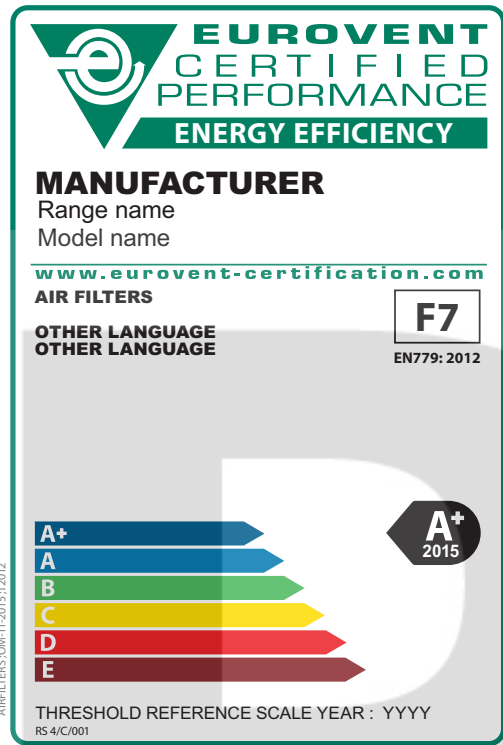 EUROVENT
CERTIFIED
PERFORMANCE
ENERGY EFFICIENCY
MANUFACTURER
Range name
Model name
www.eurovent-certification.com
AIR FILTERS
F7
OTHER LANGUAGE
OTHER LANGUAGE
EN779: 2012
A+
2015
A+
A
B
C
D
E
THRESHOLD REFERENCE SCALE YEAR : YYYY
RS 4/C/001